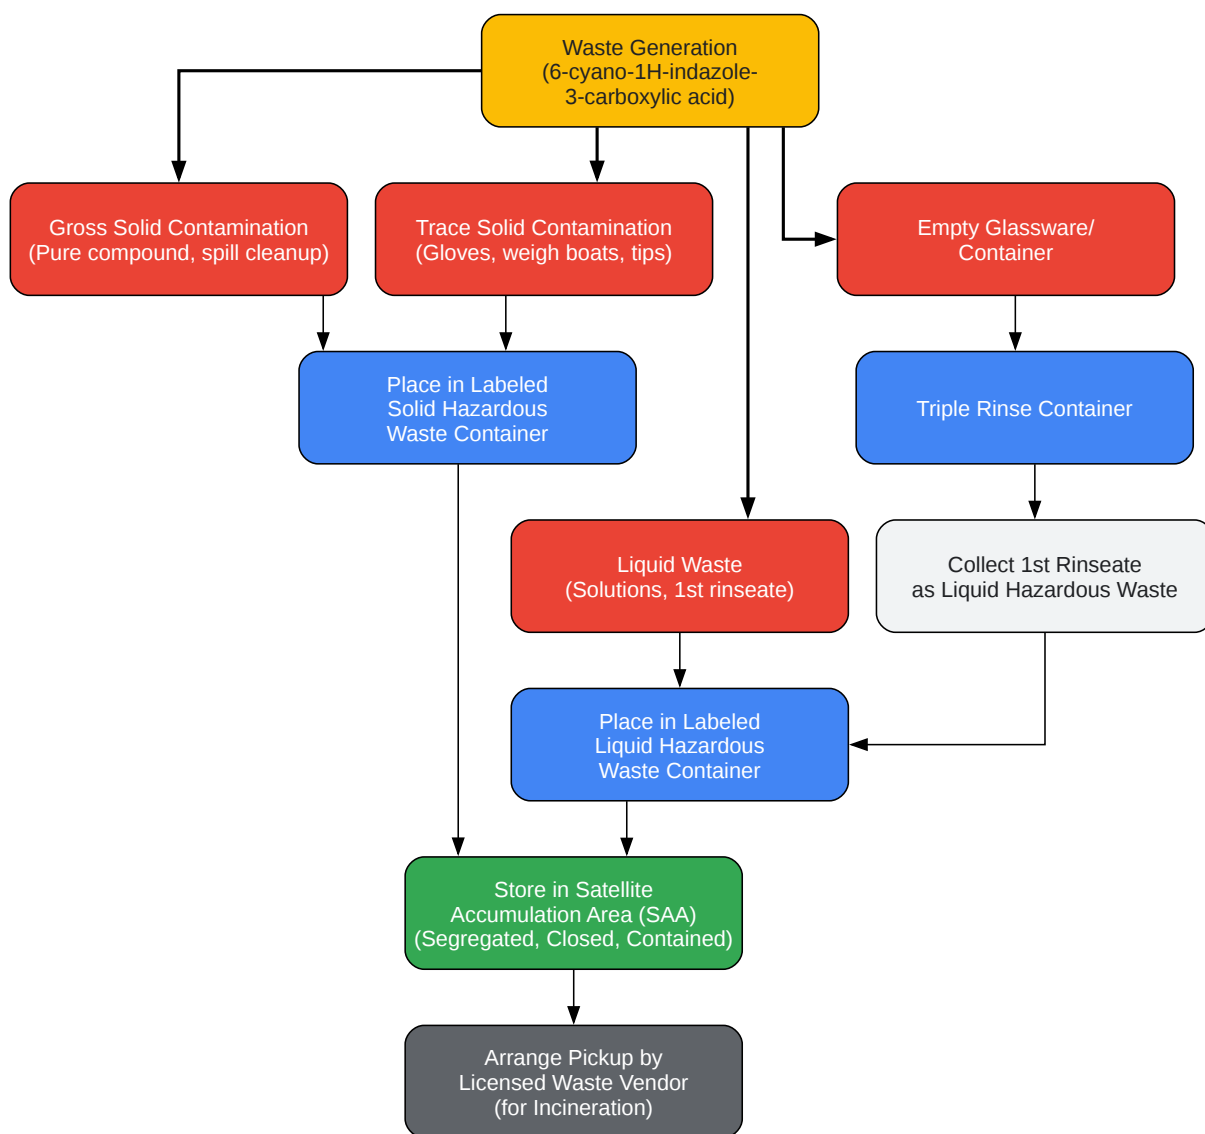 Waste Generation
(6-cyano-1H-indazole-
3-carboxylic acid)
Gross Solid Contamination
(Pure compound, spill cleanup)
Trace Solid Contamination
(Gloves, weigh boats, tips)
Empty Glassware/
Container
Place in Labeled
Solid Hazardous
Waste Container
Triple Rinse Container
Liquid Waste
(Solutions, 1st rinseate)
Collect 1st Rinseate
as Liquid Hazardous Waste
Place in Labeled
Liquid Hazardous
Waste Container
Store in Satellite
Accumulation Area (SAA)
(Segregated, Closed, Contained)
Arrange Pickup by
Licensed Waste Vendor
(for Incineration)